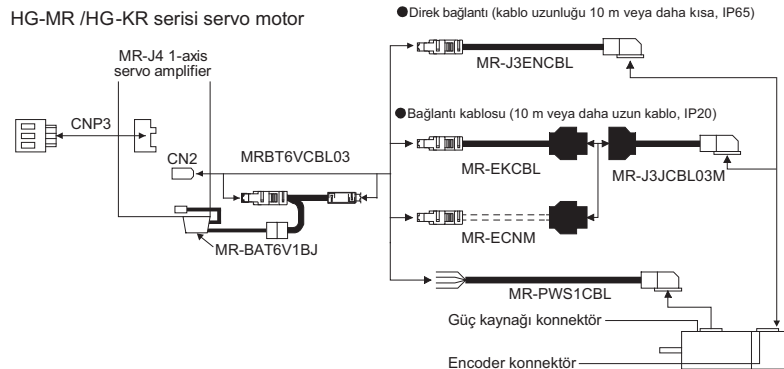 HG-MR /HG-KR serisi servo motor
●Direk bağlantı (kablo uzunluğu 10 m veya daha kısa, IP65)
MR-J4 1-axis
servo amplifier
MR-J3ENCBL
CNP3
●Bağlantı kablosu (10 m veya daha uzun kablo, IP20)
CN2
MRBT6VCBL03
MR-EKCBL
MR-J3JCBL03M
MR-ECNM
MR-BAT6V1BJ
MR-PWS1CBL
Güç kaynağı konnektör
Encoder konnektör